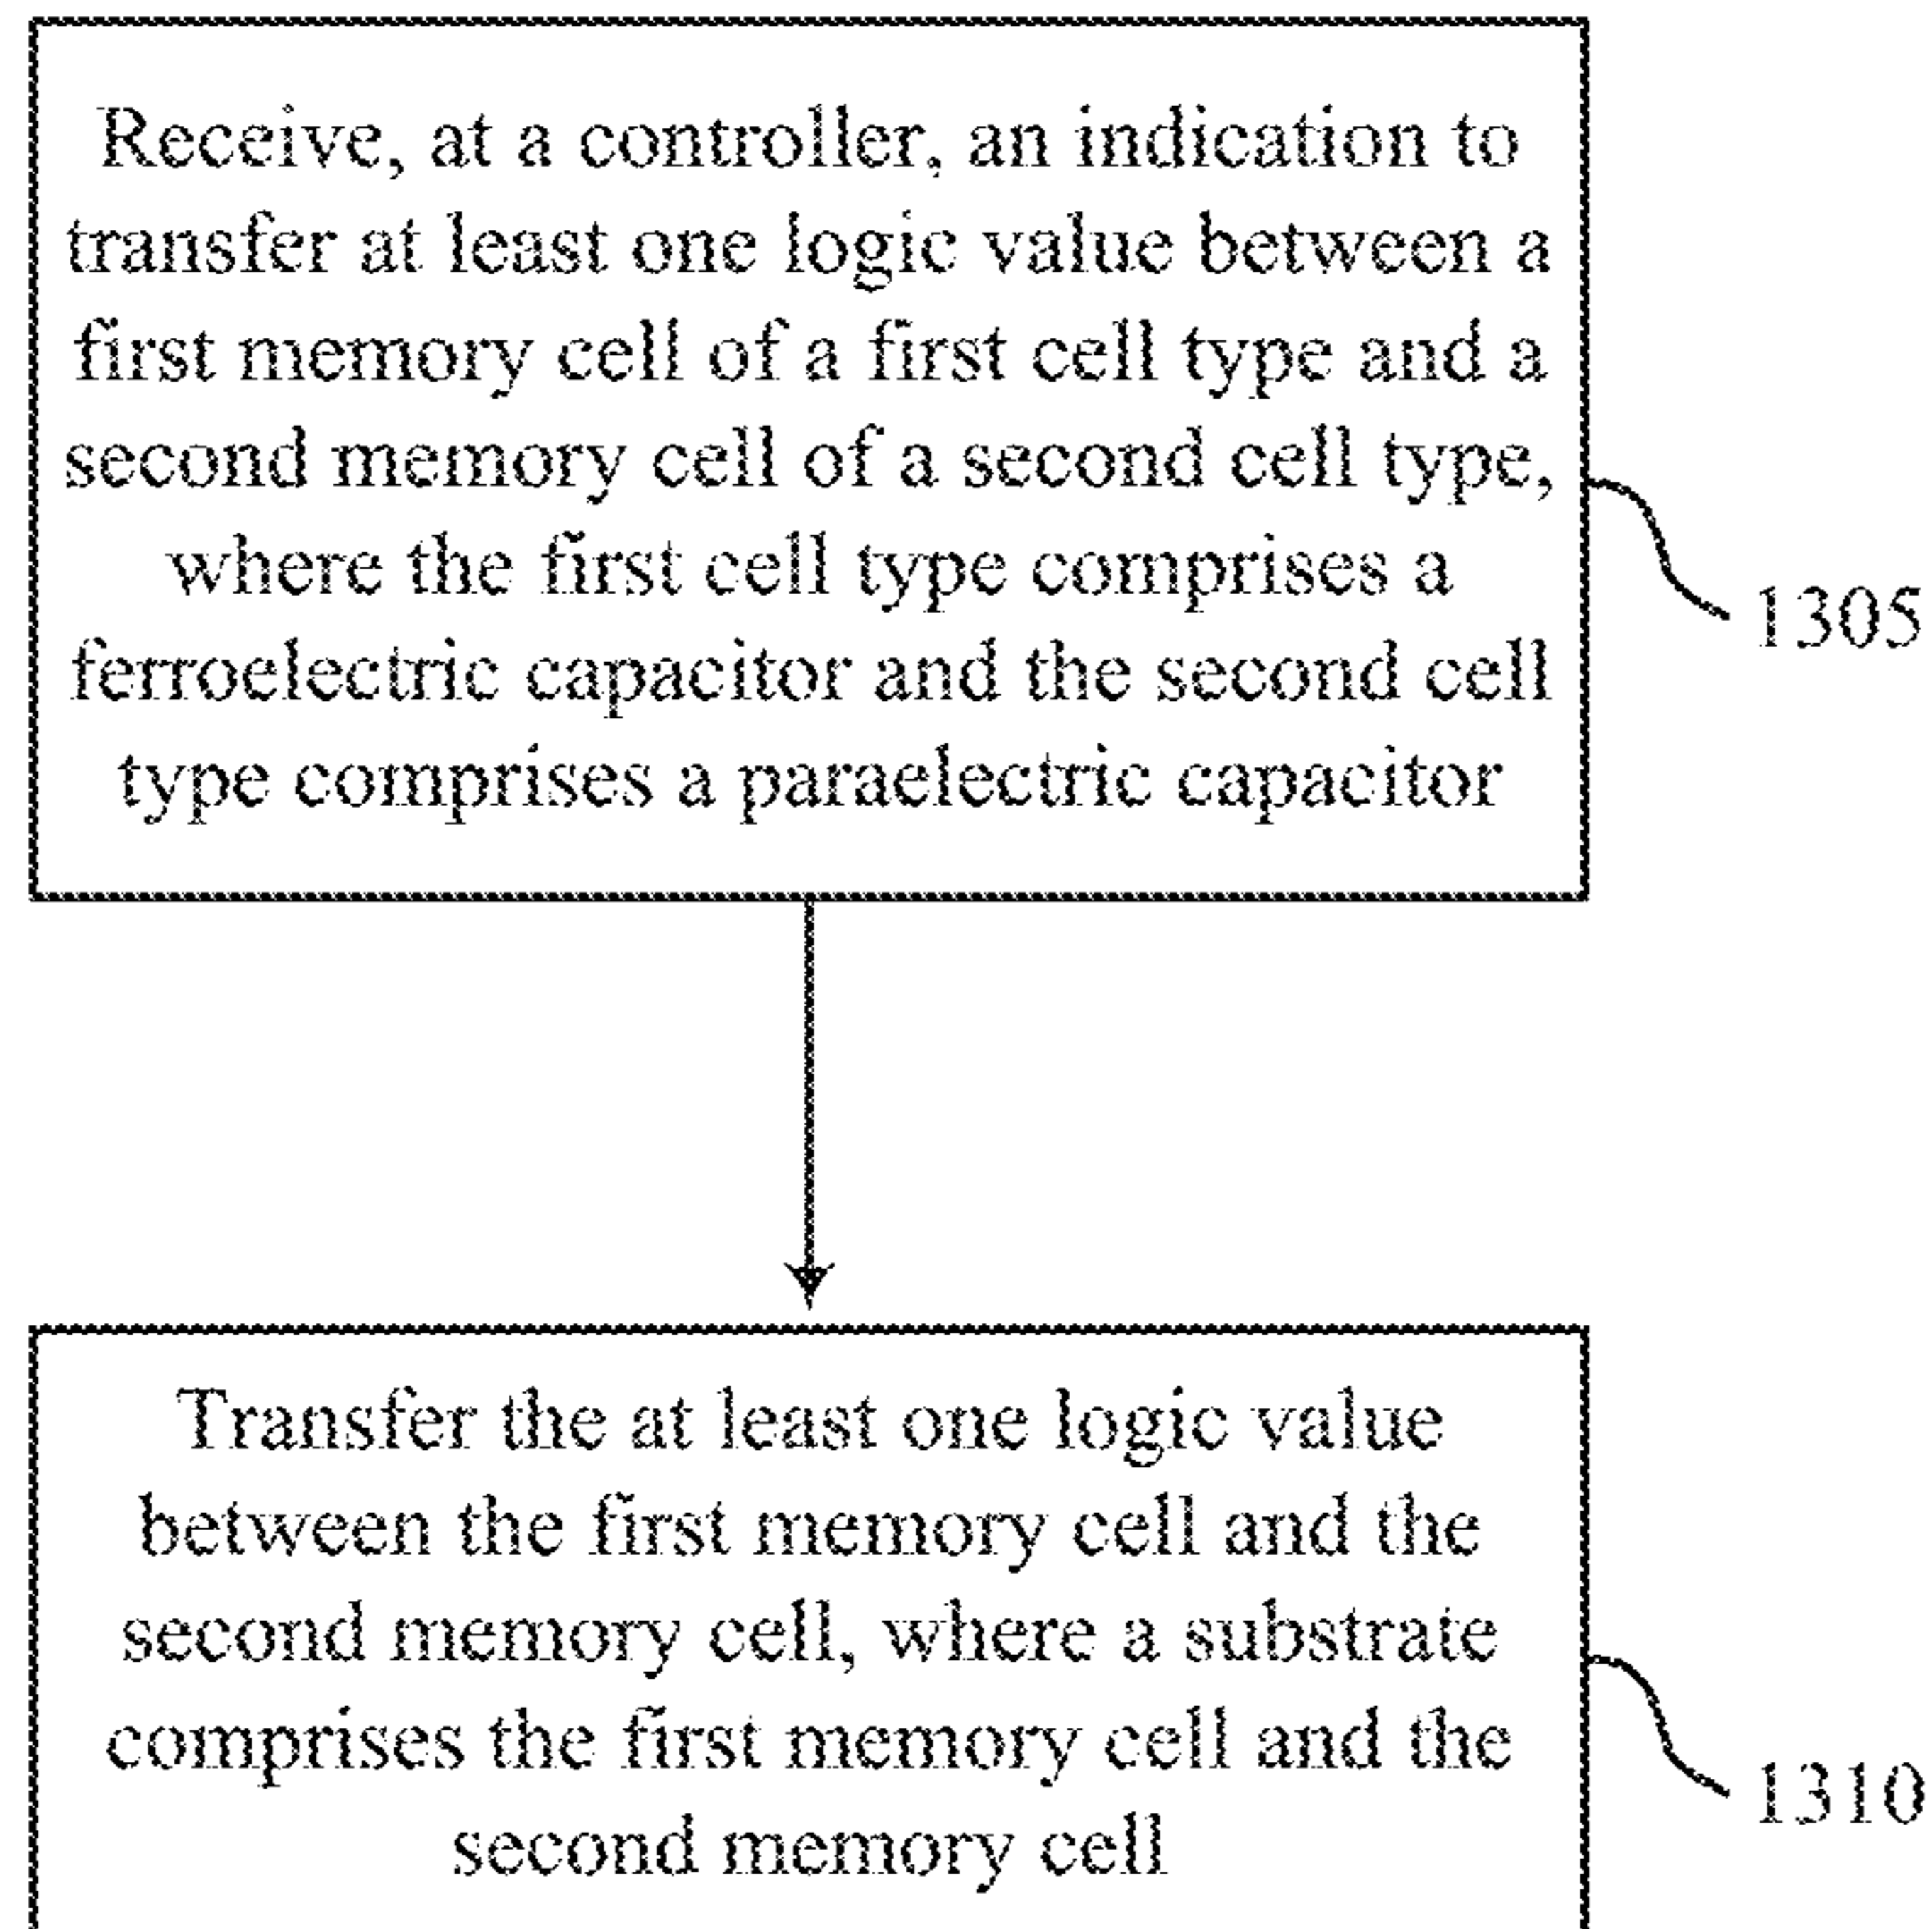 Receive, at a controller, an indication to
transfer at least one logic value between a
first memory cell of a first cell type and a
second memory cell of a second cell type,
where the first cell type comprises a
ferroelectric capacitor and the second cell
type comprises a paraelectric capacitor
1305
Transfer the at least one logic value
between the first memory cell and the
second memory cell, where a substrate
comprises the first memory cell and the
second memory cell
1310